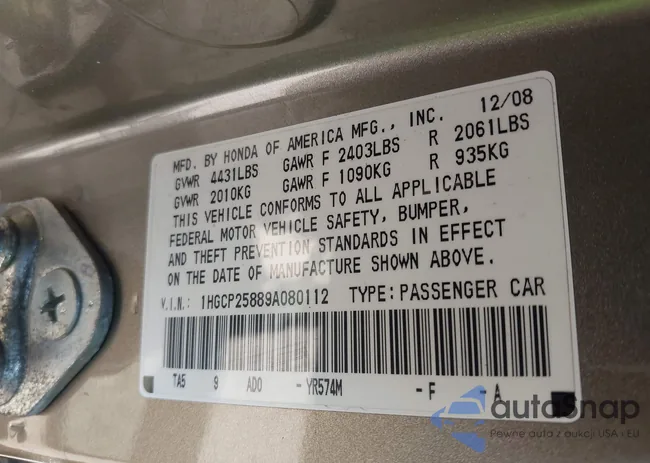 MFD. BY HONDA OF AMERICA MFG., INC. 12/08
GVWR 4431LBS GAWR F 2403LBS R 2061LBS
GVWR 2010KG GAWR F 1090KG R 935KG
THIS VEHICLE CONFORMS TO ALL APPLICABLE
FEDERAL MOTOR VEHICLE SAFETY, BUMPER,
AND THEFT PREVENTION STANDARDS IN EFFECT
ON THE DATE OF MANUFACTURE SHOWN ABOVE.
V.I.N.: 1HGCP25889A080112 TYPE: PASSENGER CAR
TA5 9 AD0 - YR574M - F - A
autoSnap
Pewne auta z aukcji USA i EU